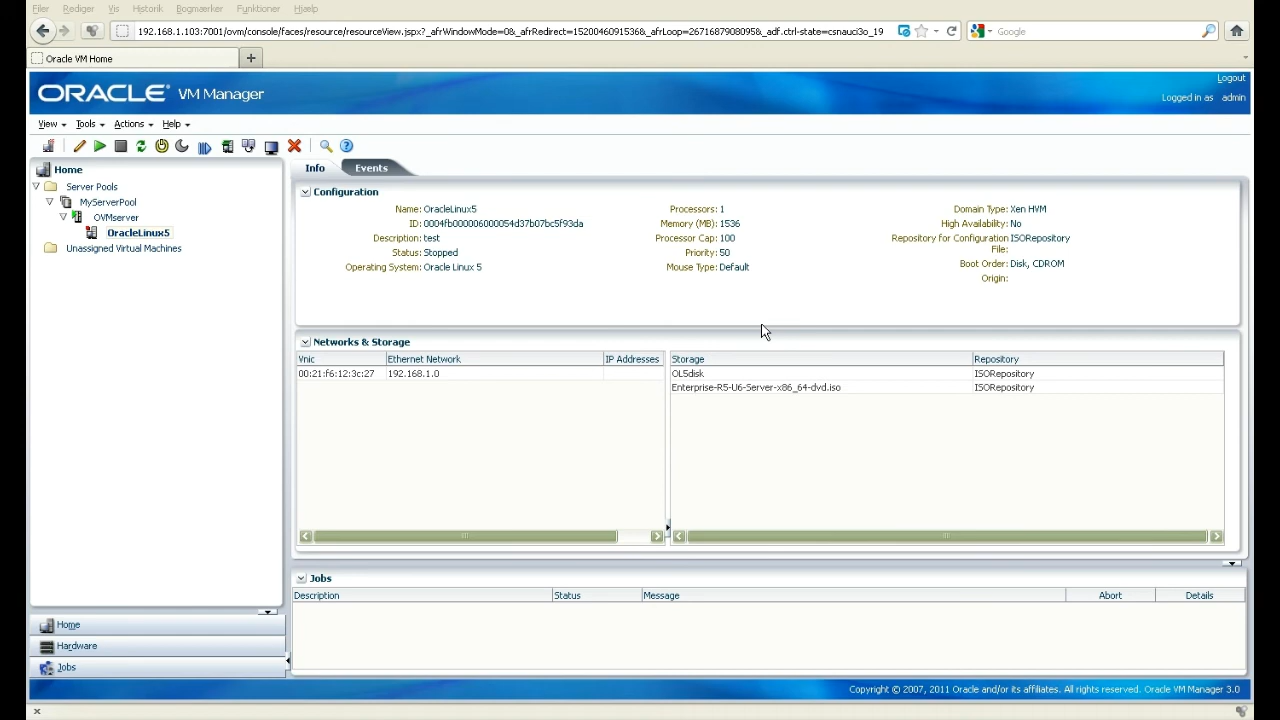 Filer Rediger Vis Historik Bogmærker Funktioner Hjælp
192.168.1.103:7001/ovm/console/faces/resource/resourceView.jspx?_afrWindowMode=0&_afrRedirect=15200460915368&_afrLoop=2671687908095&_adf.ctrl-state=csnauci3o_19
Google
Oracle VM Home
Logout
ORACLE VM Manager
Logged in as admin
View Tools Actions Help
Home
Server Pools
MyServerPool
OVMserver
OracleLinux5
Unassigned Virtual Machines
Info Events
Configuration
Name: OracleLinux5
ID: 0004fb000006000054d37b07bc5f93da
Description: test
Status: Stopped
Operating System: Oracle Linux 5
Processors: 1
Memory (MB): 1536
Processor Cap: 100
Priority: 50
Mouse Type: Default
Domain Type: Xen HVM
High Availability: No
Repository for Configuration ISORepository
File:
Boot Order: Disk, CDROM
Origin:
Networks & Storage
Vnic Ethernet Network IP Addresses
00:21:f6:12:3c:27 192.168.1.0
Storage Repository
OL5disk ISORepository
Enterprise-R5-U6-Server-x86_64-dvd.iso ISORepository
Jobs
Description Status Message Abort Details
Home
Hardware
Jobs
Copyright © 2007, 2011 Oracle and/or its affiliates. All rights reserved. Oracle VM Manager 3.0